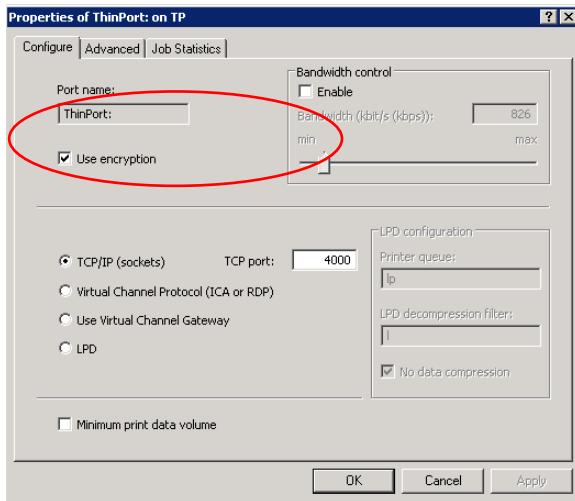 Properties of ThinPort: on TP
Configure
Advanced
Job Statistics
Port name:
ThinPort:
Use encryption
Bandwidth control
Enable
Bandwidth (kbit/s (kbps)):
826
min
max
TCP/IP (sockets)
TCP port:
4000
Virtual Channel Protocol (ICA or RDP)
Use Virtual Channel Gateway
LPD
LPD configuration
Printer queue:
lp
LPD decompression filter:
l
No data compression
Minimum print data volume
OK
Cancel
Apply